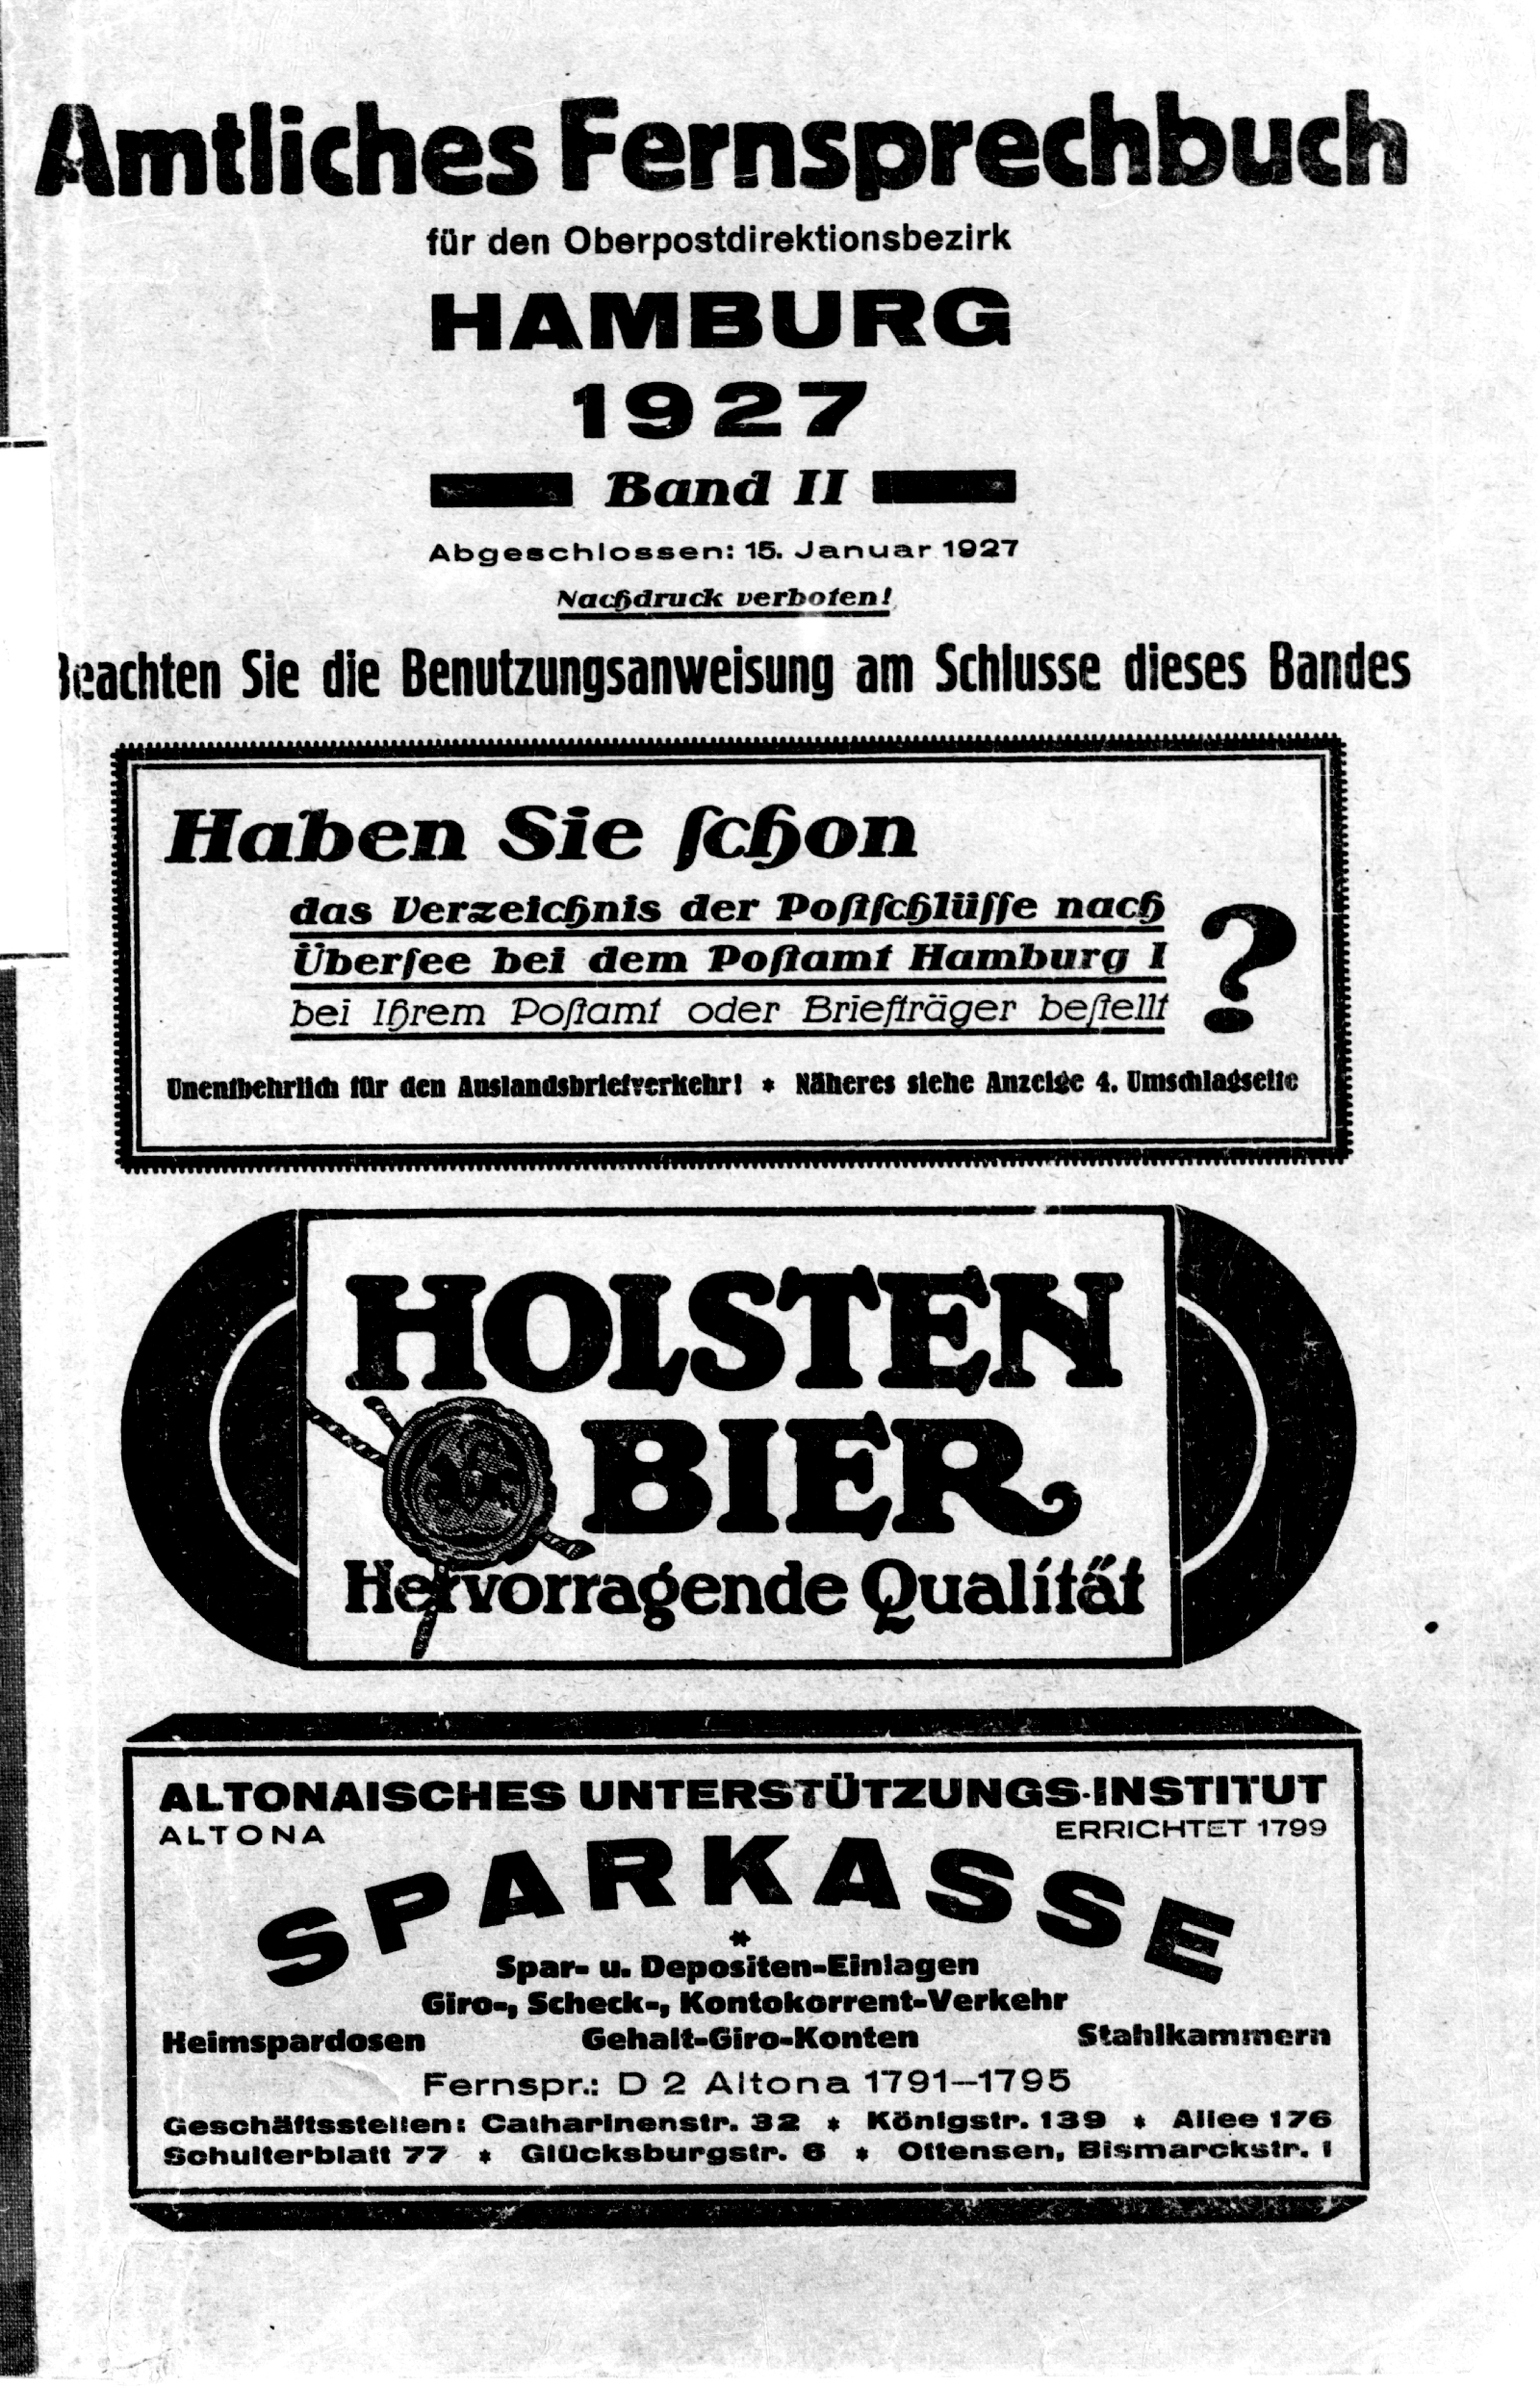 Amtliches Fernsprechbuch
für den Oberpostdirektionsbezirk
HAMBURG
1927
Band II
Abgeschlossen: 15. Januar 1927
Nachdruck verboten!
Beachten Sie die Benutzungsanweisung am Schlusse dieses Bandes
Haben Sie ſchon
das Verzeichnis der Poſtſchlüſſe nach
Überſee bei dem Poſtamt Hamburg 1
bei Ihrem Poſtamt oder Briefträger beſtellt
?
Unentbehrlich für den Auslandsbriefverkehr! * Näheres siehe Anzeige 4. Umschlagseite
HOLSTEN
BIER
Hervorragende Qualität
ALTONAISCHES UNTERSTÜTZUNGS-INSTITUT
ALTONA ERRICHTET 1799
SPARKASSE
*
Spar- u. Depositen-Einlagen
Giro-, Scheck-, Kontokorrent-Verkehr
Heimspardosen Gehalt-Giro-Konten Stahlkammern
Fernspr.: D 2 Altona 1791–1795
Geschäftsstellen: Catharinenstr. 32 * Königstr. 139 * Allee 176
Schulterblatt 77 * Glücksburgstr. 6 * Ottensen, Bismarckstr. 1